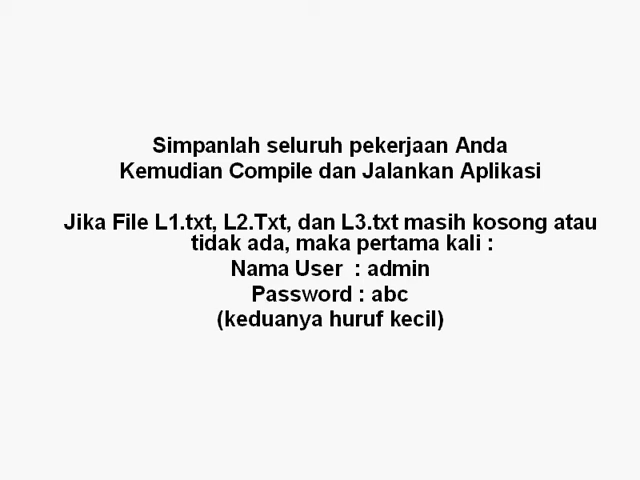 Simpanlah seluruh pekerjaan Anda
Kemudian Compile dan Jalankan Aplikasi
Jika File L1.txt, L2.Txt, dan L3.txt masih kosong atau
tidak ada, maka pertama kali :
Nama User : admin
Password : abc
(keduanya huruf kecil)